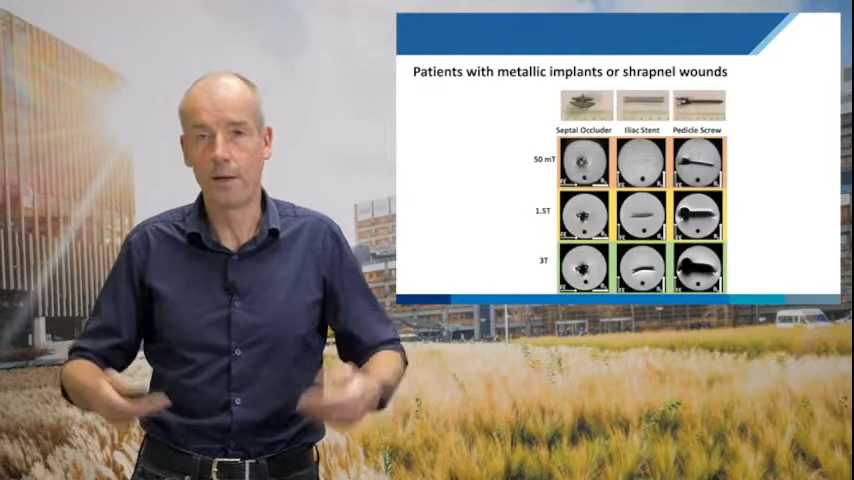 Patients with metallic implants or shrapnel wounds
Septal Occluder Iliac Stent Pedicle Screw
50 mT
1.5T
3T